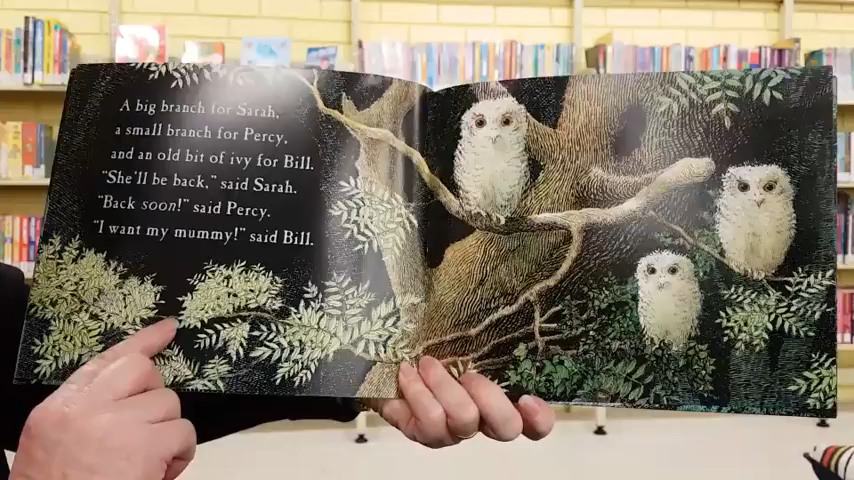 A big branch for Sarah,
a small branch for Percy,
and an old bit of ivy for Bill.
"She'll be back," said Sarah.
"Back soon!" said Percy.
"I want my mummy!" said Bill.